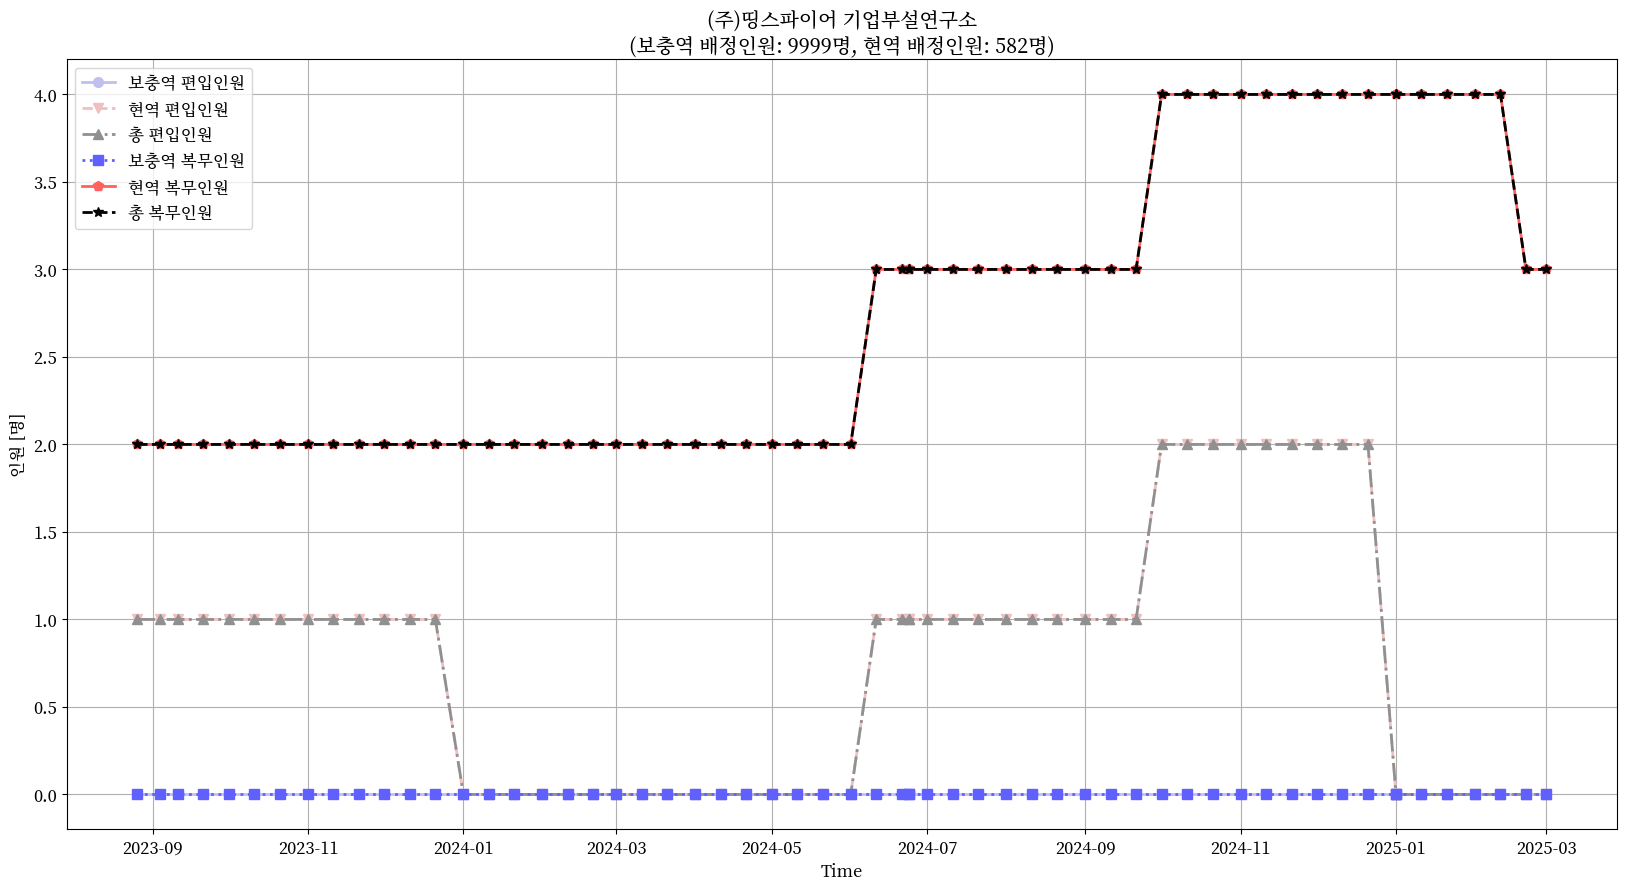 (주)띵스파이어 기업부설연구소
(보충역 배정인원: 9999명, 현역 배정인원: 582명)
보충역 편입인원
현역 편입인원
총 편입인원
보충역 복무인원
현역 복무인원
총 복무인원
4.0
3.5
3.0
2.5
2.0
1.5
1.0
0.5
0.0
인원 [명]
2023-09 2023-11 2024-01 2024-03 2024-05 2024-07 2024-09 2024-11 2025-01 2025-03
Time